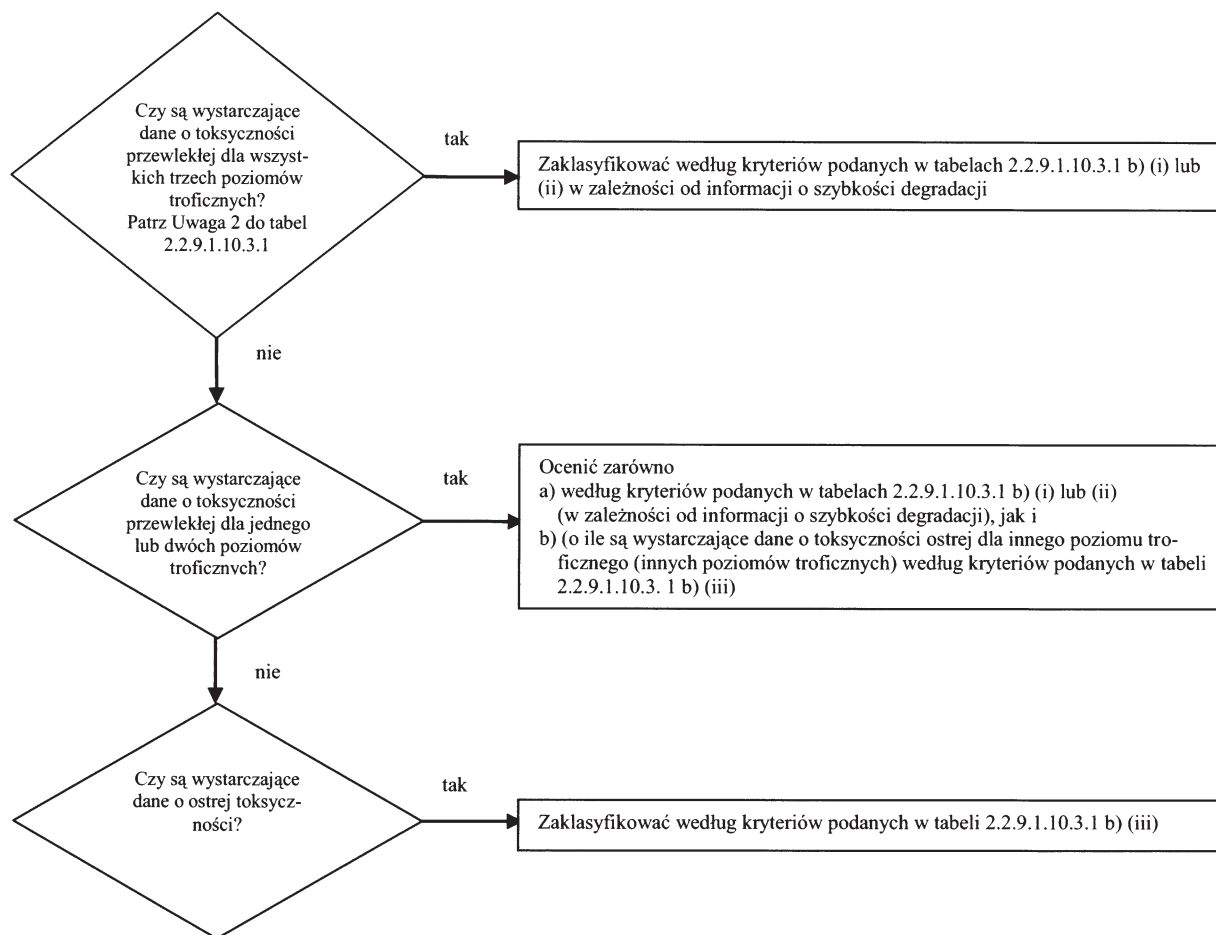 Czy są wystarczające
dane o toksyczności
przewlekłej dla wszyst-
kich trzech poziomów
troficznych?
Patrz Uwaga 2 do tabel
2.2.9.1.10.3.1
tak
Zaklasyfikować według kryteriów podanych w tabelach 2.2.9.1.10.3.1 b) (i) lub
(ii) w zależności od informacji o szybkości degradacji
nie
Czy są wystarczające
dane o toksyczności
przewlekłej dla jednego
lub dwóch poziomów
troficznych?
tak
Ocenić zarówno
a) według kryteriów podanych w tabelach 2.2.9.1.10.3.1 b) (i) lub (ii)
(w zależności od informacji o szybkości degradacji), jak i
b) (o ile są wystarczające dane o toksyczności ostrej dla innego poziomu tro-
ficznego (innych poziomów troficznych) według kryteriów podanych w tabeli
2.2.9.1.10.3. 1 b) (iii)
nie
Czy są wystarczające
dane o ostrej toksycz-
ności?
tak
Zaklasyfikować według kryteriów podanych w tabeli 2.2.9.1.10.3.1 b) (iii)